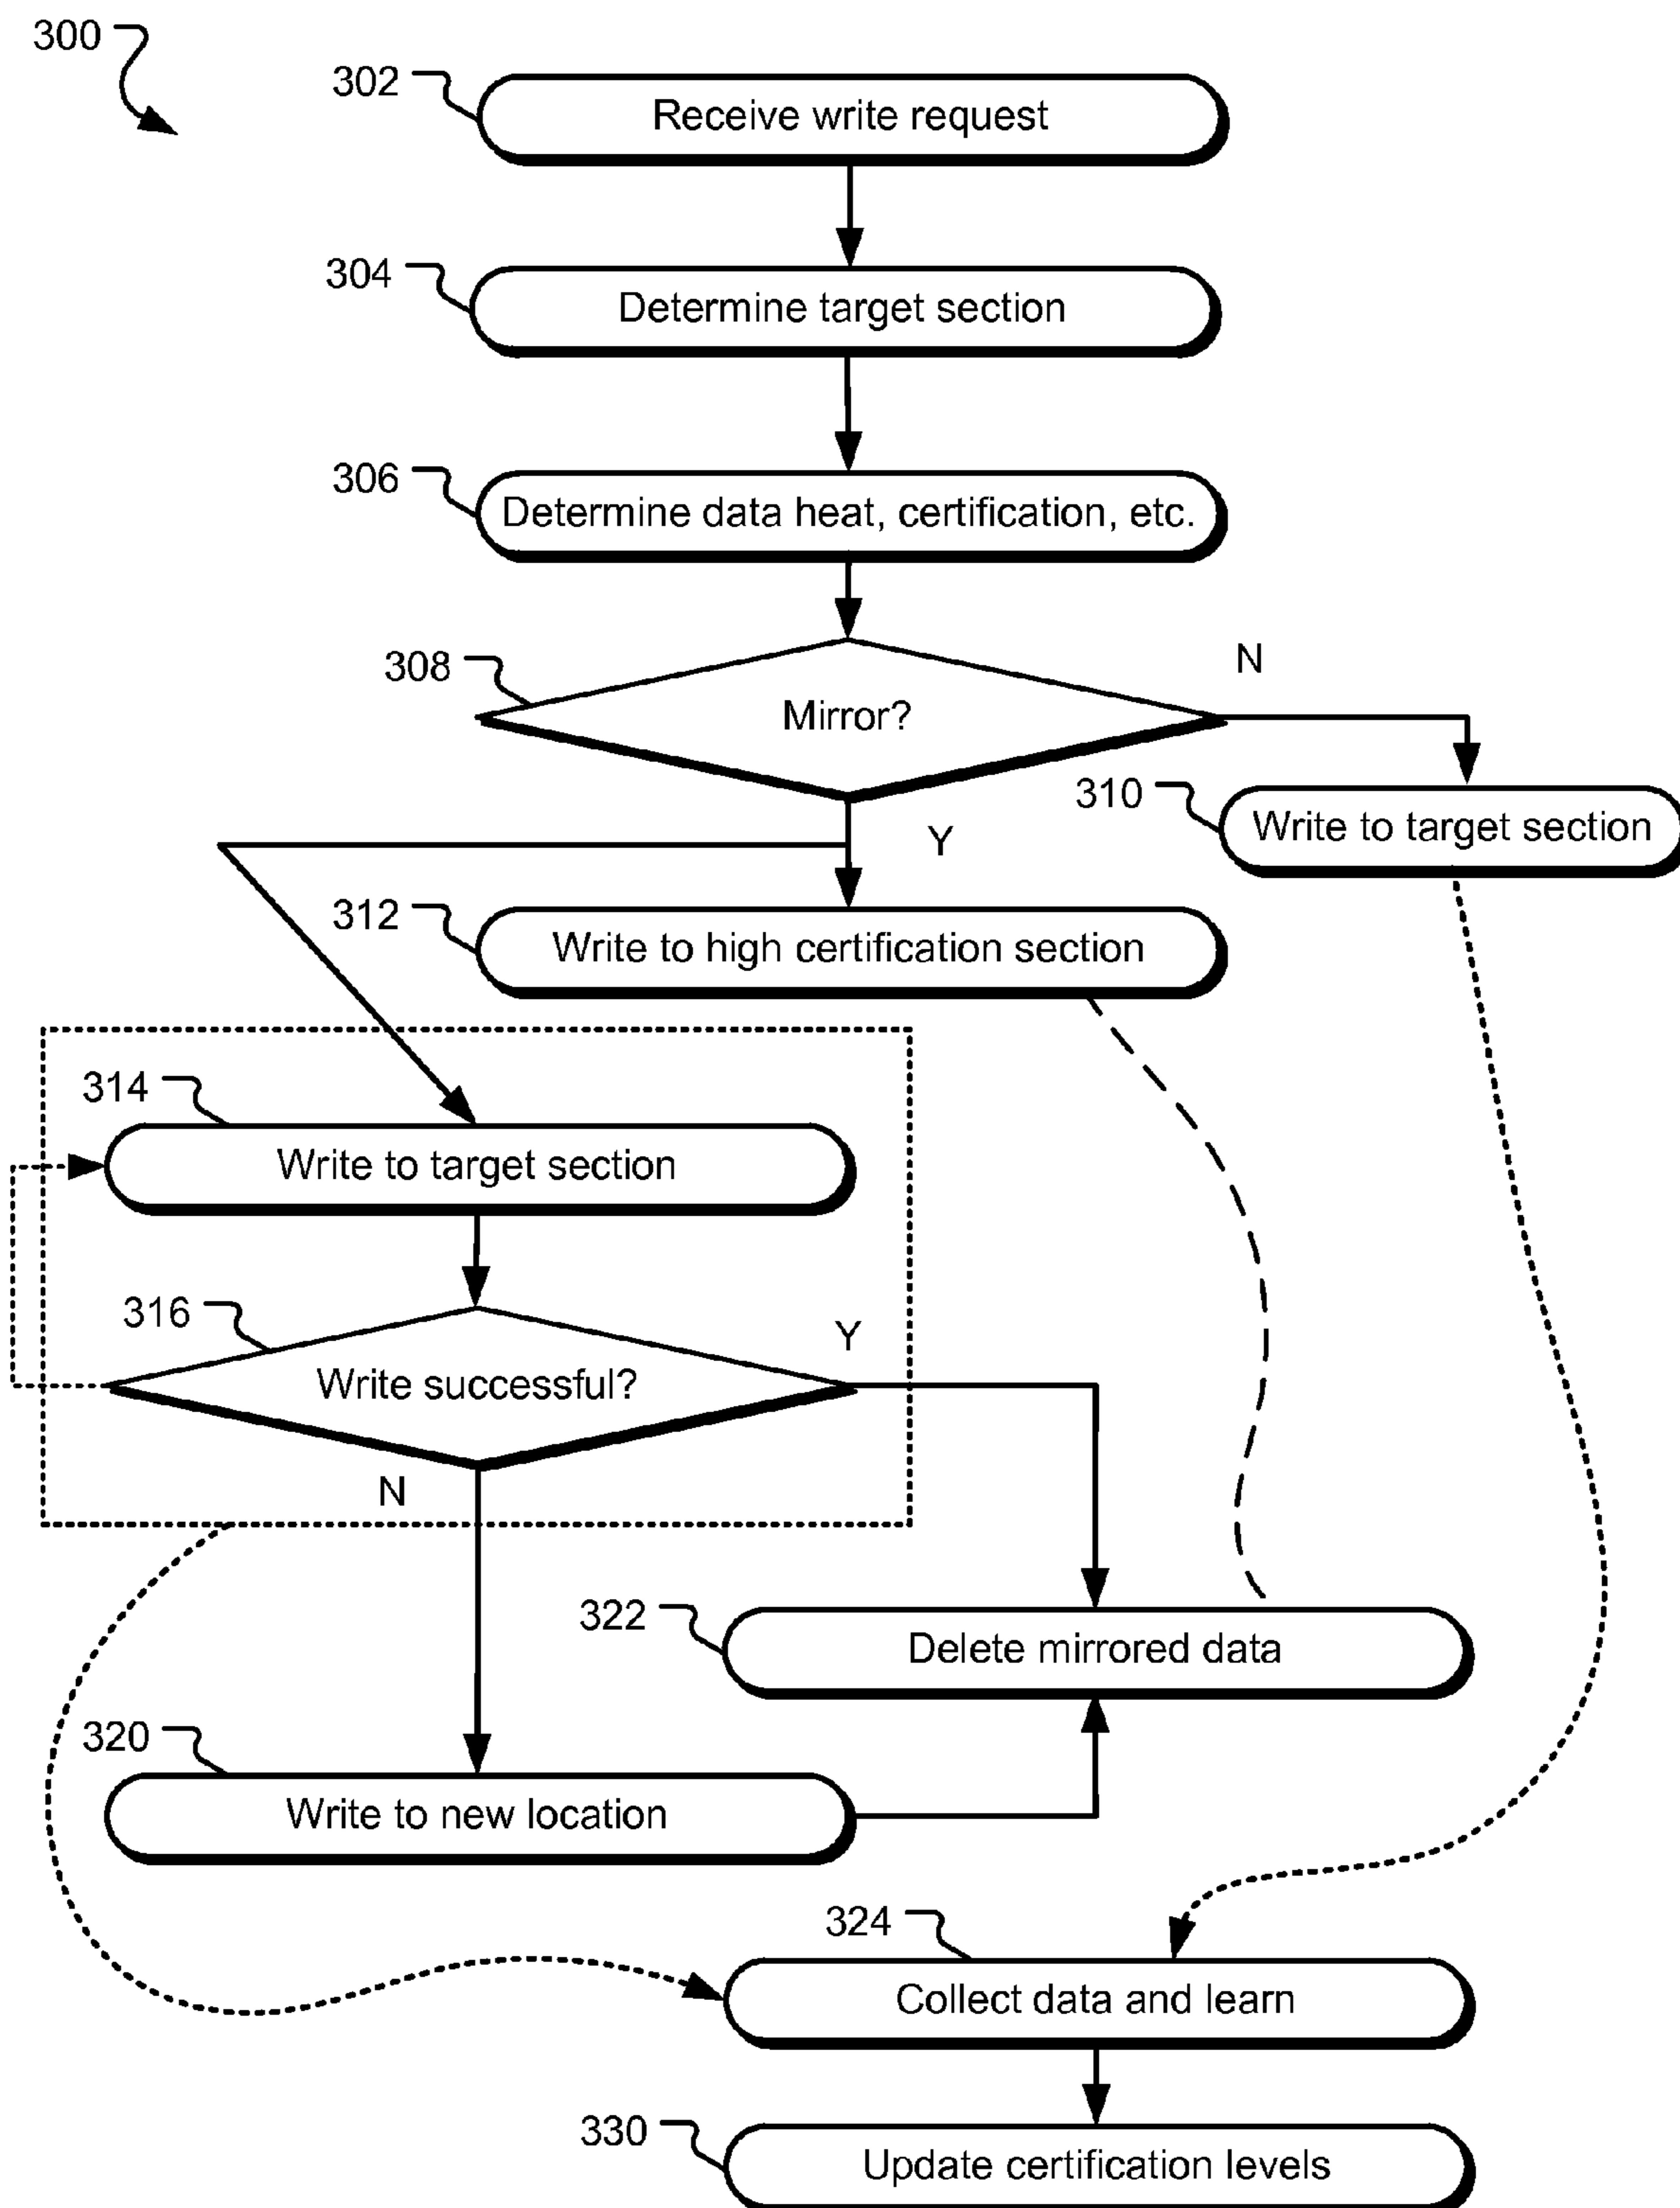 300
302
Receive write request
304
Determine target section
306
Determine data heat, certification, etc.
308
Mirror?
N
310
Write to target section
Y
312
Write to high certification section
314
Write to target section
316
Write successful?
Y
N
322
Delete mirrored data
320
Write to new location
324
Collect data and learn
330
Update certification levels